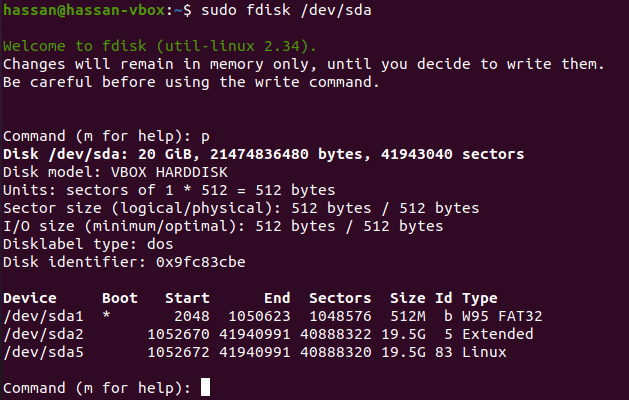 hassan@hassan-vbox:~$ sudo fdisk /dev/sda
Welcome to fdisk (util-linux 2.34).
Changes will remain in memory only, until you decide to write them.
Be careful before using the write command.
Command (m for help): p
Disk /dev/sda: 20 GiB, 21474836480 bytes, 41943040 sectors
Disk model: VBOX HARDDISK
Units: sectors of 1 * 512 = 512 bytes
Sector size (logical/physical): 512 bytes / 512 bytes
I/O size (minimum/optimal): 512 bytes / 512 bytes
Disklabel type: dos
Disk identifier: 0x9fc83cbe
Device     Boot   Start      End  Sectors  Size Id Type
/dev/sda1  *       2048  1050623  1048576  512M  b W95 FAT32
/dev/sda2       1052670 41940991 40888322 19.5G  5 Extended
/dev/sda5       1052672 41940991 40888320 19.5G 83 Linux
Command (m for help):